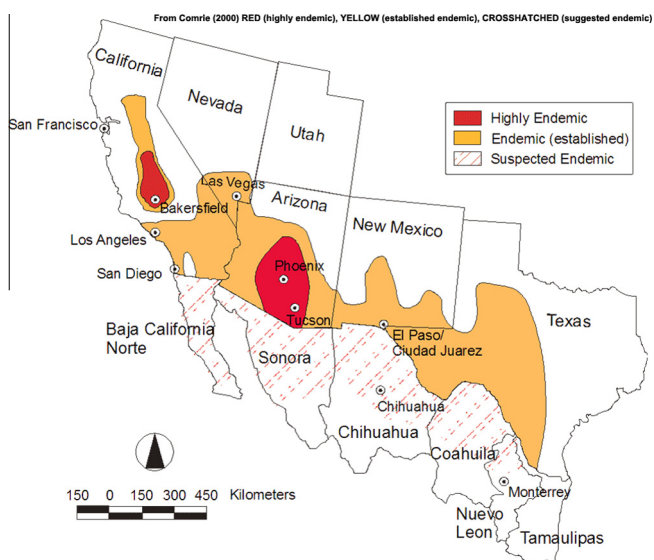 From Comrie (2000) RED (highly endemic), YELLOW (established endemic), CROSSHATCHED (suggested endemic)
California
Nevada
Utah
Highly Endemic
Endemic (established)
Suspected Endemic
San Francisco
Las Vegas
Arizona
Bakersfield
New Mexico
Los Angeles
San Diego
Phoenix
Tucson
Texas
Baja California
Norte
El Paso/
Ciudad Juarez
Sonora
Chihuahua
Chihuahua
Coahuila
Monterrey
Nuevo
Leon
Tamaulipas
150 0 150 300 450 Kilometers